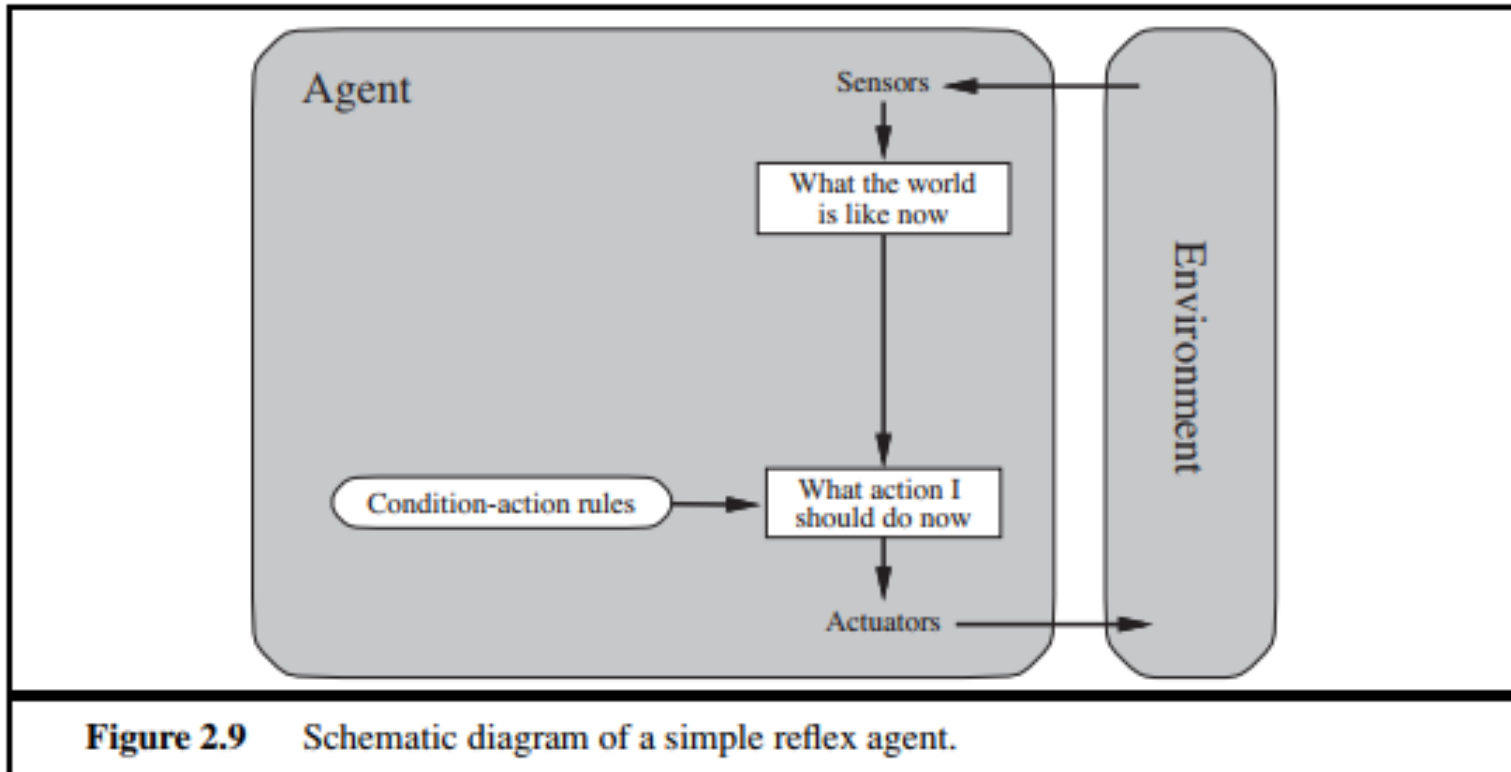 Agent
Sensors
What the world
is like now
Environment
Condition-action rules
What action I
should do now
Actuators
Figure 2.9 Schematic diagram of a simple reflex agent.